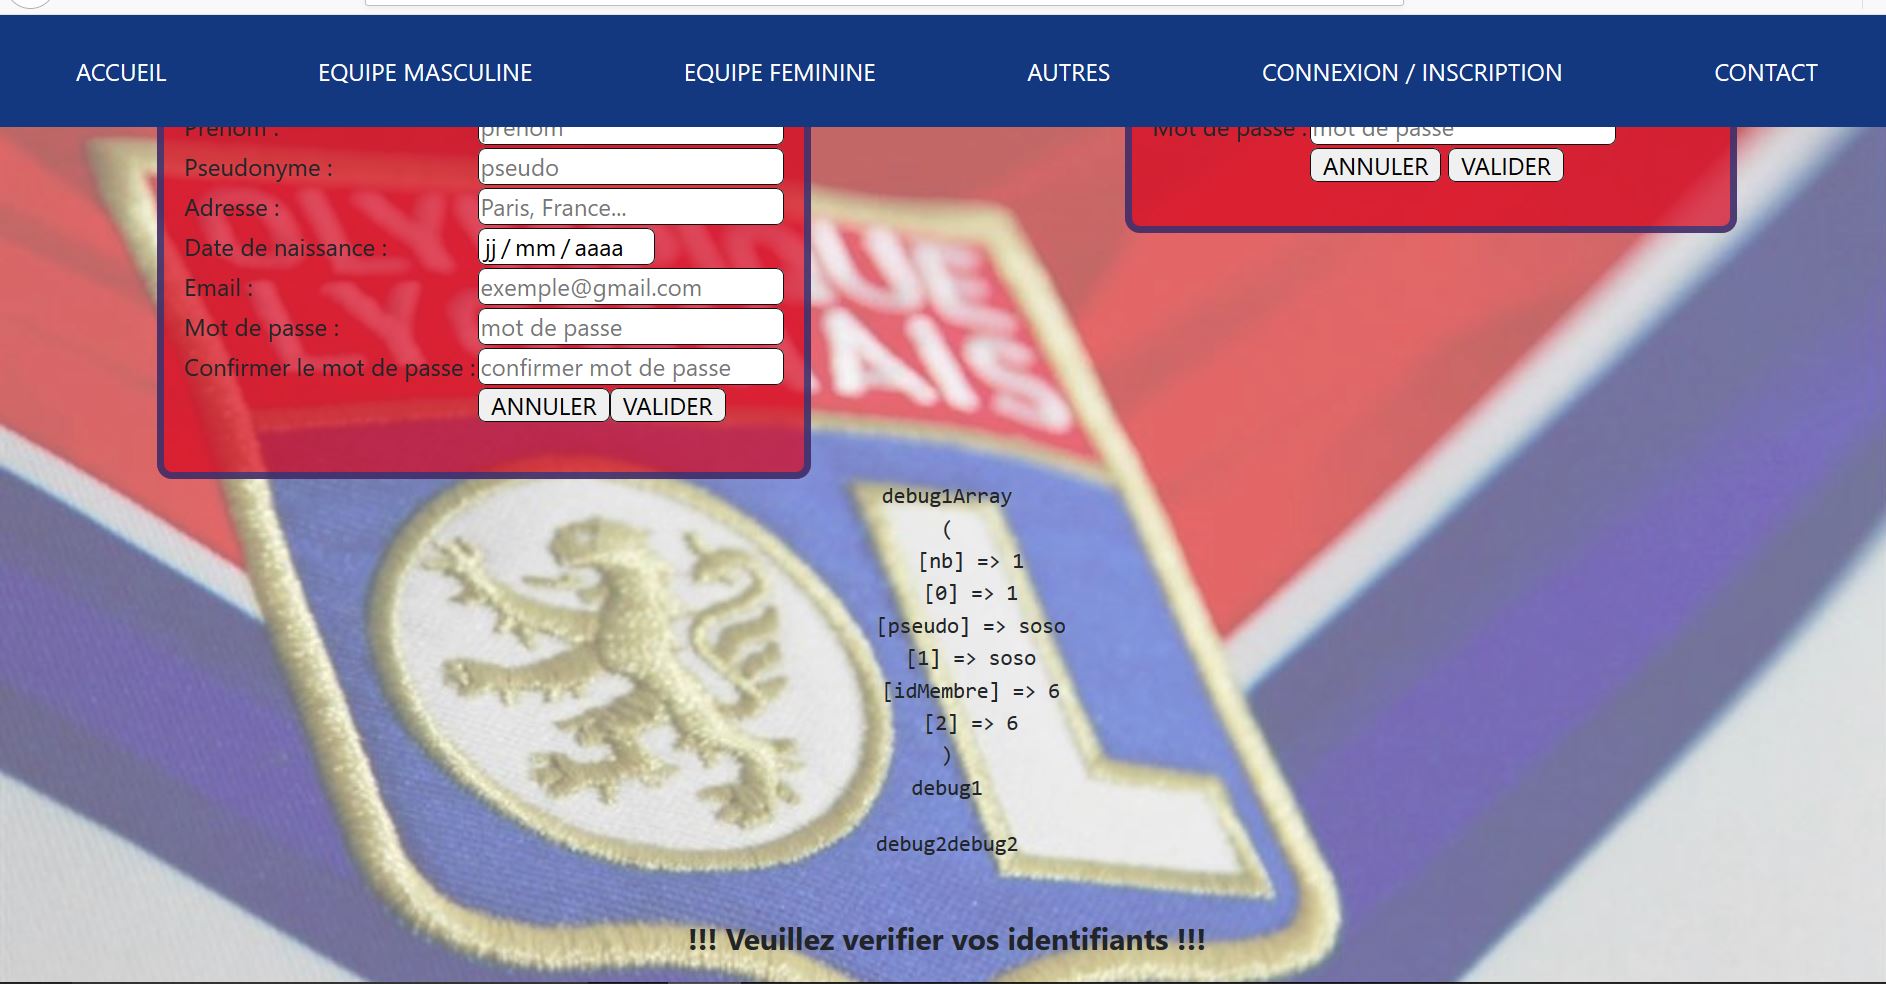 ACCUEIL EQUIPE MASCULINE EQUIPE FEMININE AUTRES CONNEXION / INSCRIPTION CONTACT
Prénom : prénom
Pseudonyme : pseudo
Adresse : Paris, France...
Date de naissance : jj / mm / aaaa
Email : exemple@gmail.com
Mot de passe : mot de passe
Confirmer le mot de passe : confirmer mot de passe
ANNULER VALIDER
Mot de passe : mot de passe
ANNULER VALIDER
debug1Array
(
[nb] => 1
[0] => 1
[pseudo] => soso
[1] => soso
[idMembre] => 6
[2] => 6
)
debug1
debug2debug2
!!! Veuillez verifier vos identifiants !!!